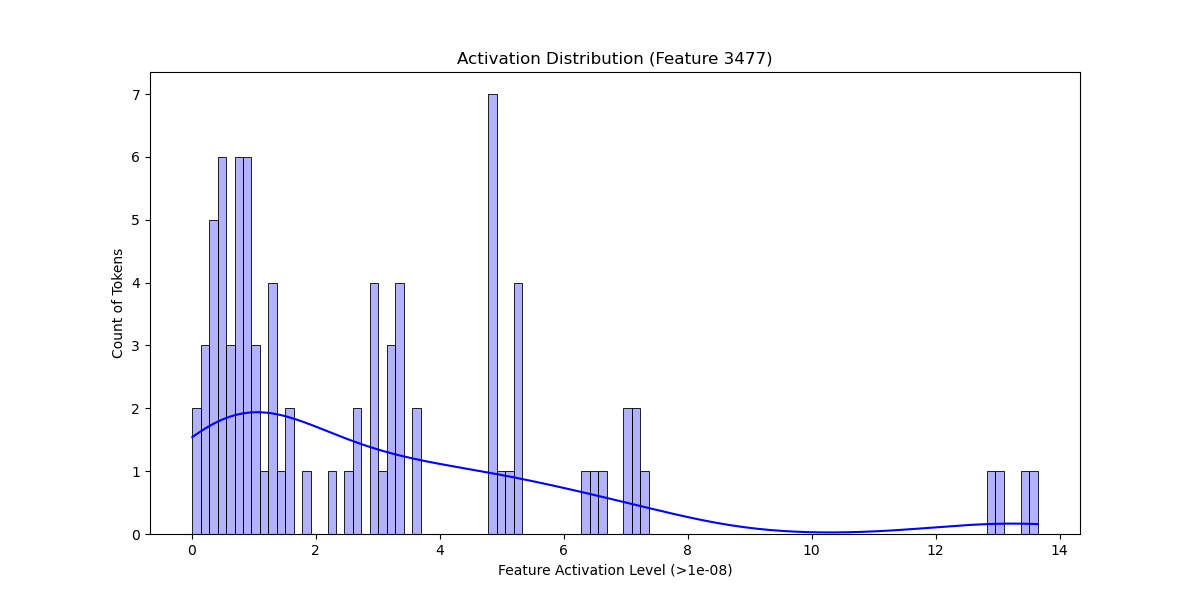 Activation Distribution (Feature 3477)
7
6
5
4
3
2
1
0
Count of Tokens
0 2 4 6 8 10 12 14
Feature Activation Level (>1e-08)